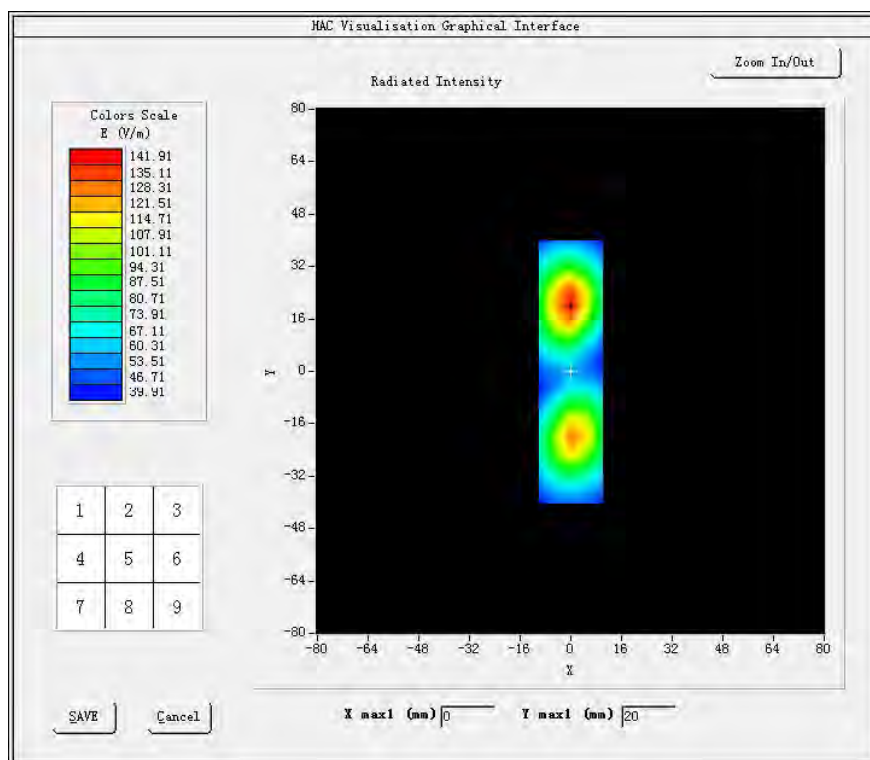 HAC Visualisation Graphical Interface
Zoom In/Out
Radiated Intensity
Colors Scale
E (V/m)
141.91
135.11
128.31
121.51
114.71
107.91
101.11
94.31
87.51
80.71
73.91
67.11
60.31
53.51
46.71
39.91
80
64
48
32
16
0
-16
-32
-48
-64
-80
Y
-80 -64 -48 -32 -16 0 16 32 48 64 80
X
1 2 3
4 5 6
7 8 9
SAVE Cancel
X max1 (mm) 0 Y max1 (mm) 20